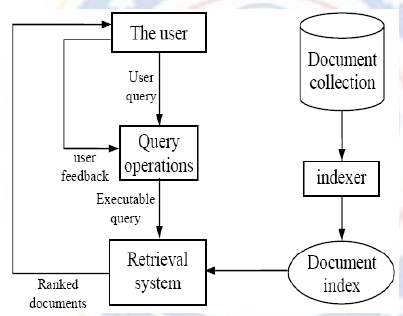 The user
User
query
user
feedback
Query
operations
Executable
query
Retrieval
system
Ranked
documents
Document
collection
indexer
Document
index